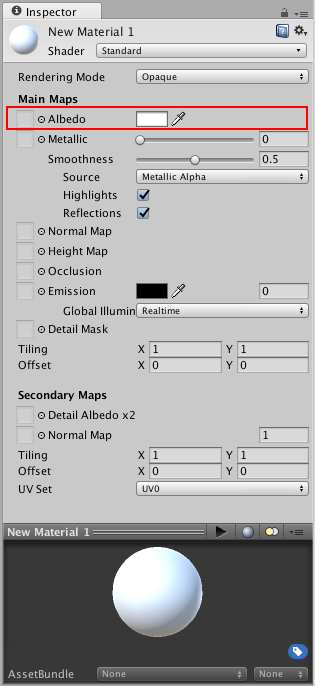 Inspector
New Material 1
Shader Standard
Rendering Mode Opaque
Main Maps
Albedo
Metallic 0
Smoothness 0.5
Source Metallic Alpha
Highlights
Reflections
Normal Map
Height Map
Occlusion
Emission 0
Global Illumin Realtime
Detail Mask
Tiling X 1 Y 1
Offset X 0 Y 0
Secondary Maps
Detail Albedo x2
Normal Map 1
Tiling X 1 Y 1
Offset X 0 Y 0
UV Set UV0
New Material 1
AssetBundle None None